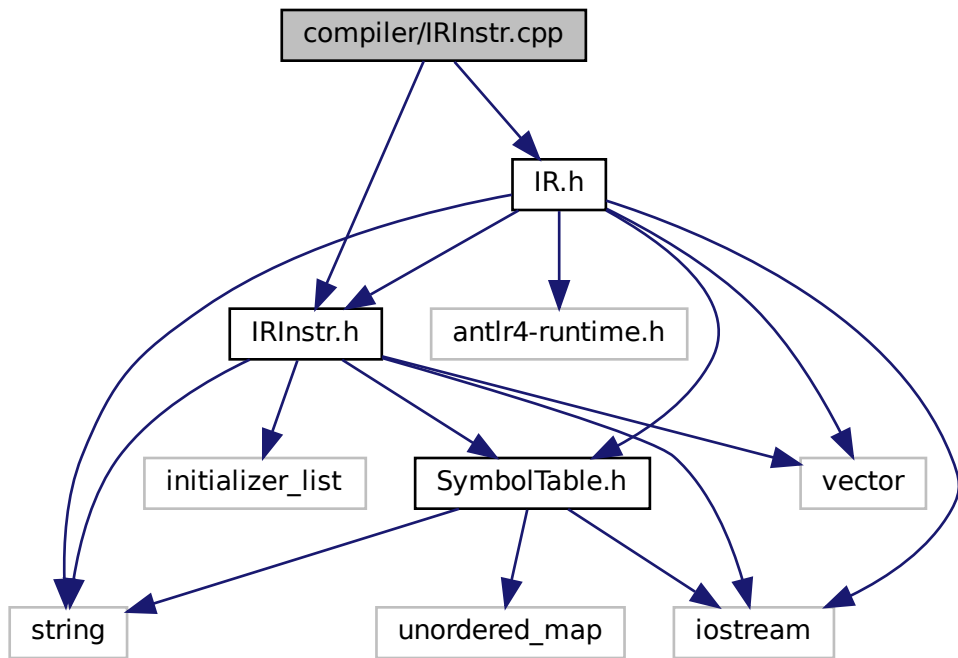 compiler/IRInstr.cpp
IR.h
IRInstr.h
antlr4-runtime.h
initializer_list
SymbolTable.h
vector
string
unordered_map
iostream